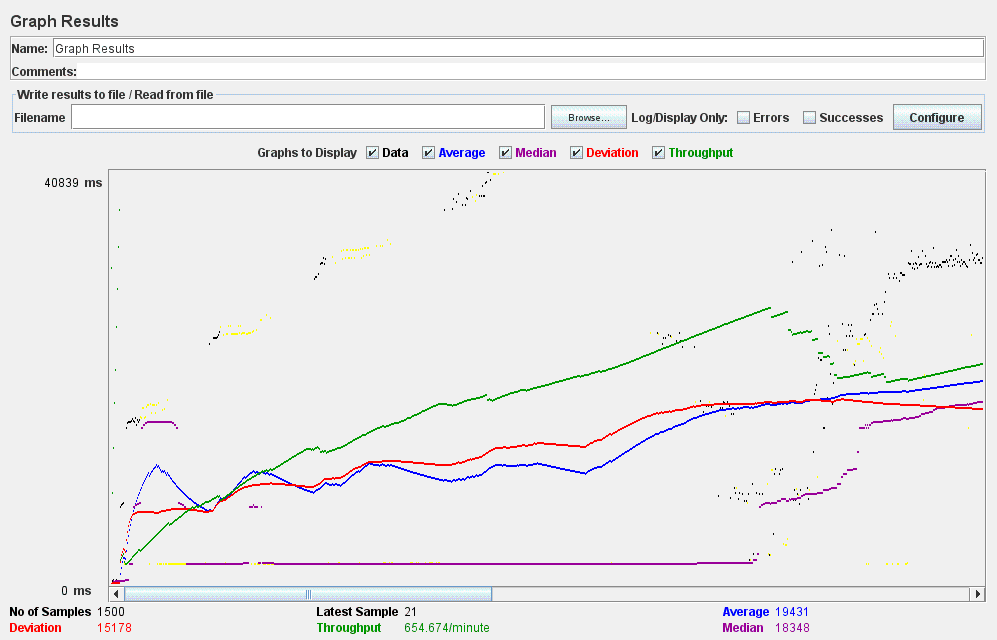 Graph Results
Name: Graph Results
Comments:
Write results to file / Read from file
Filename Browse... Log/Display Only: Errors Successes Configure
Graphs to Display Data Average Median Deviation Throughput
40839 ms
0 ms
No of Samples 1500 Latest Sample 21 Average 19431
Deviation 15178 Throughput 654.674/minute Median 18348